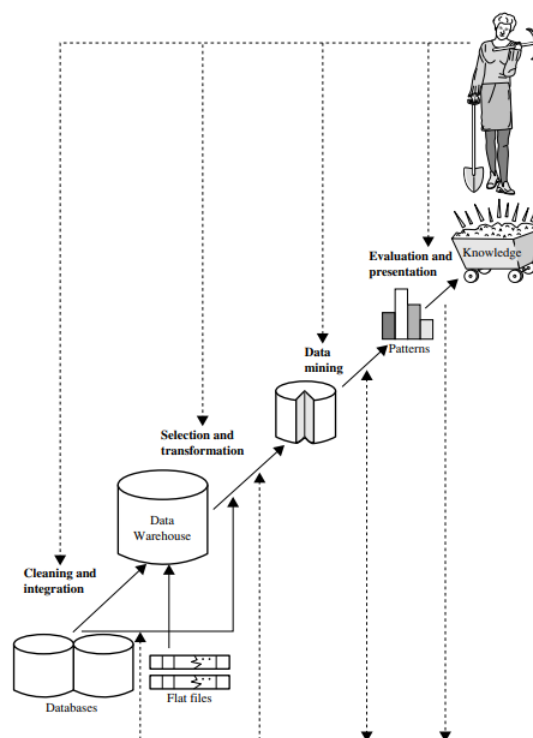 Evaluation and
presentation
Knowledge
Patterns
Data
mining
Selection and
transformation
Data
Warehouse
Cleaning and
integration
Databases
Flat files